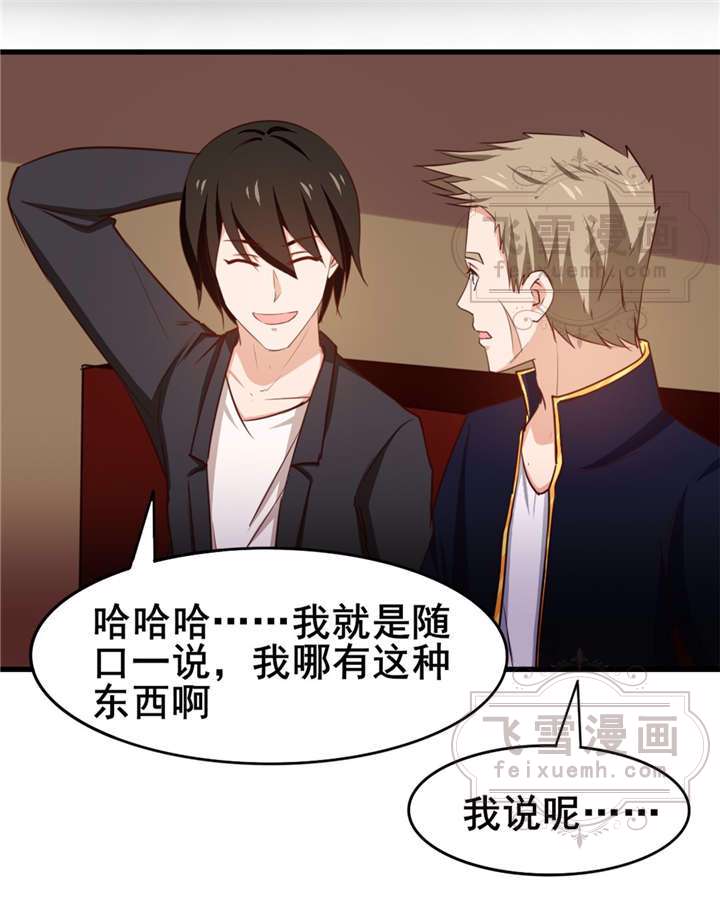 飞雪漫画
feixuemh.com
哈哈哈……我就是随
口一说，我哪有这种
东西啊
飞雪漫画
feixuemh.com
我说呢……